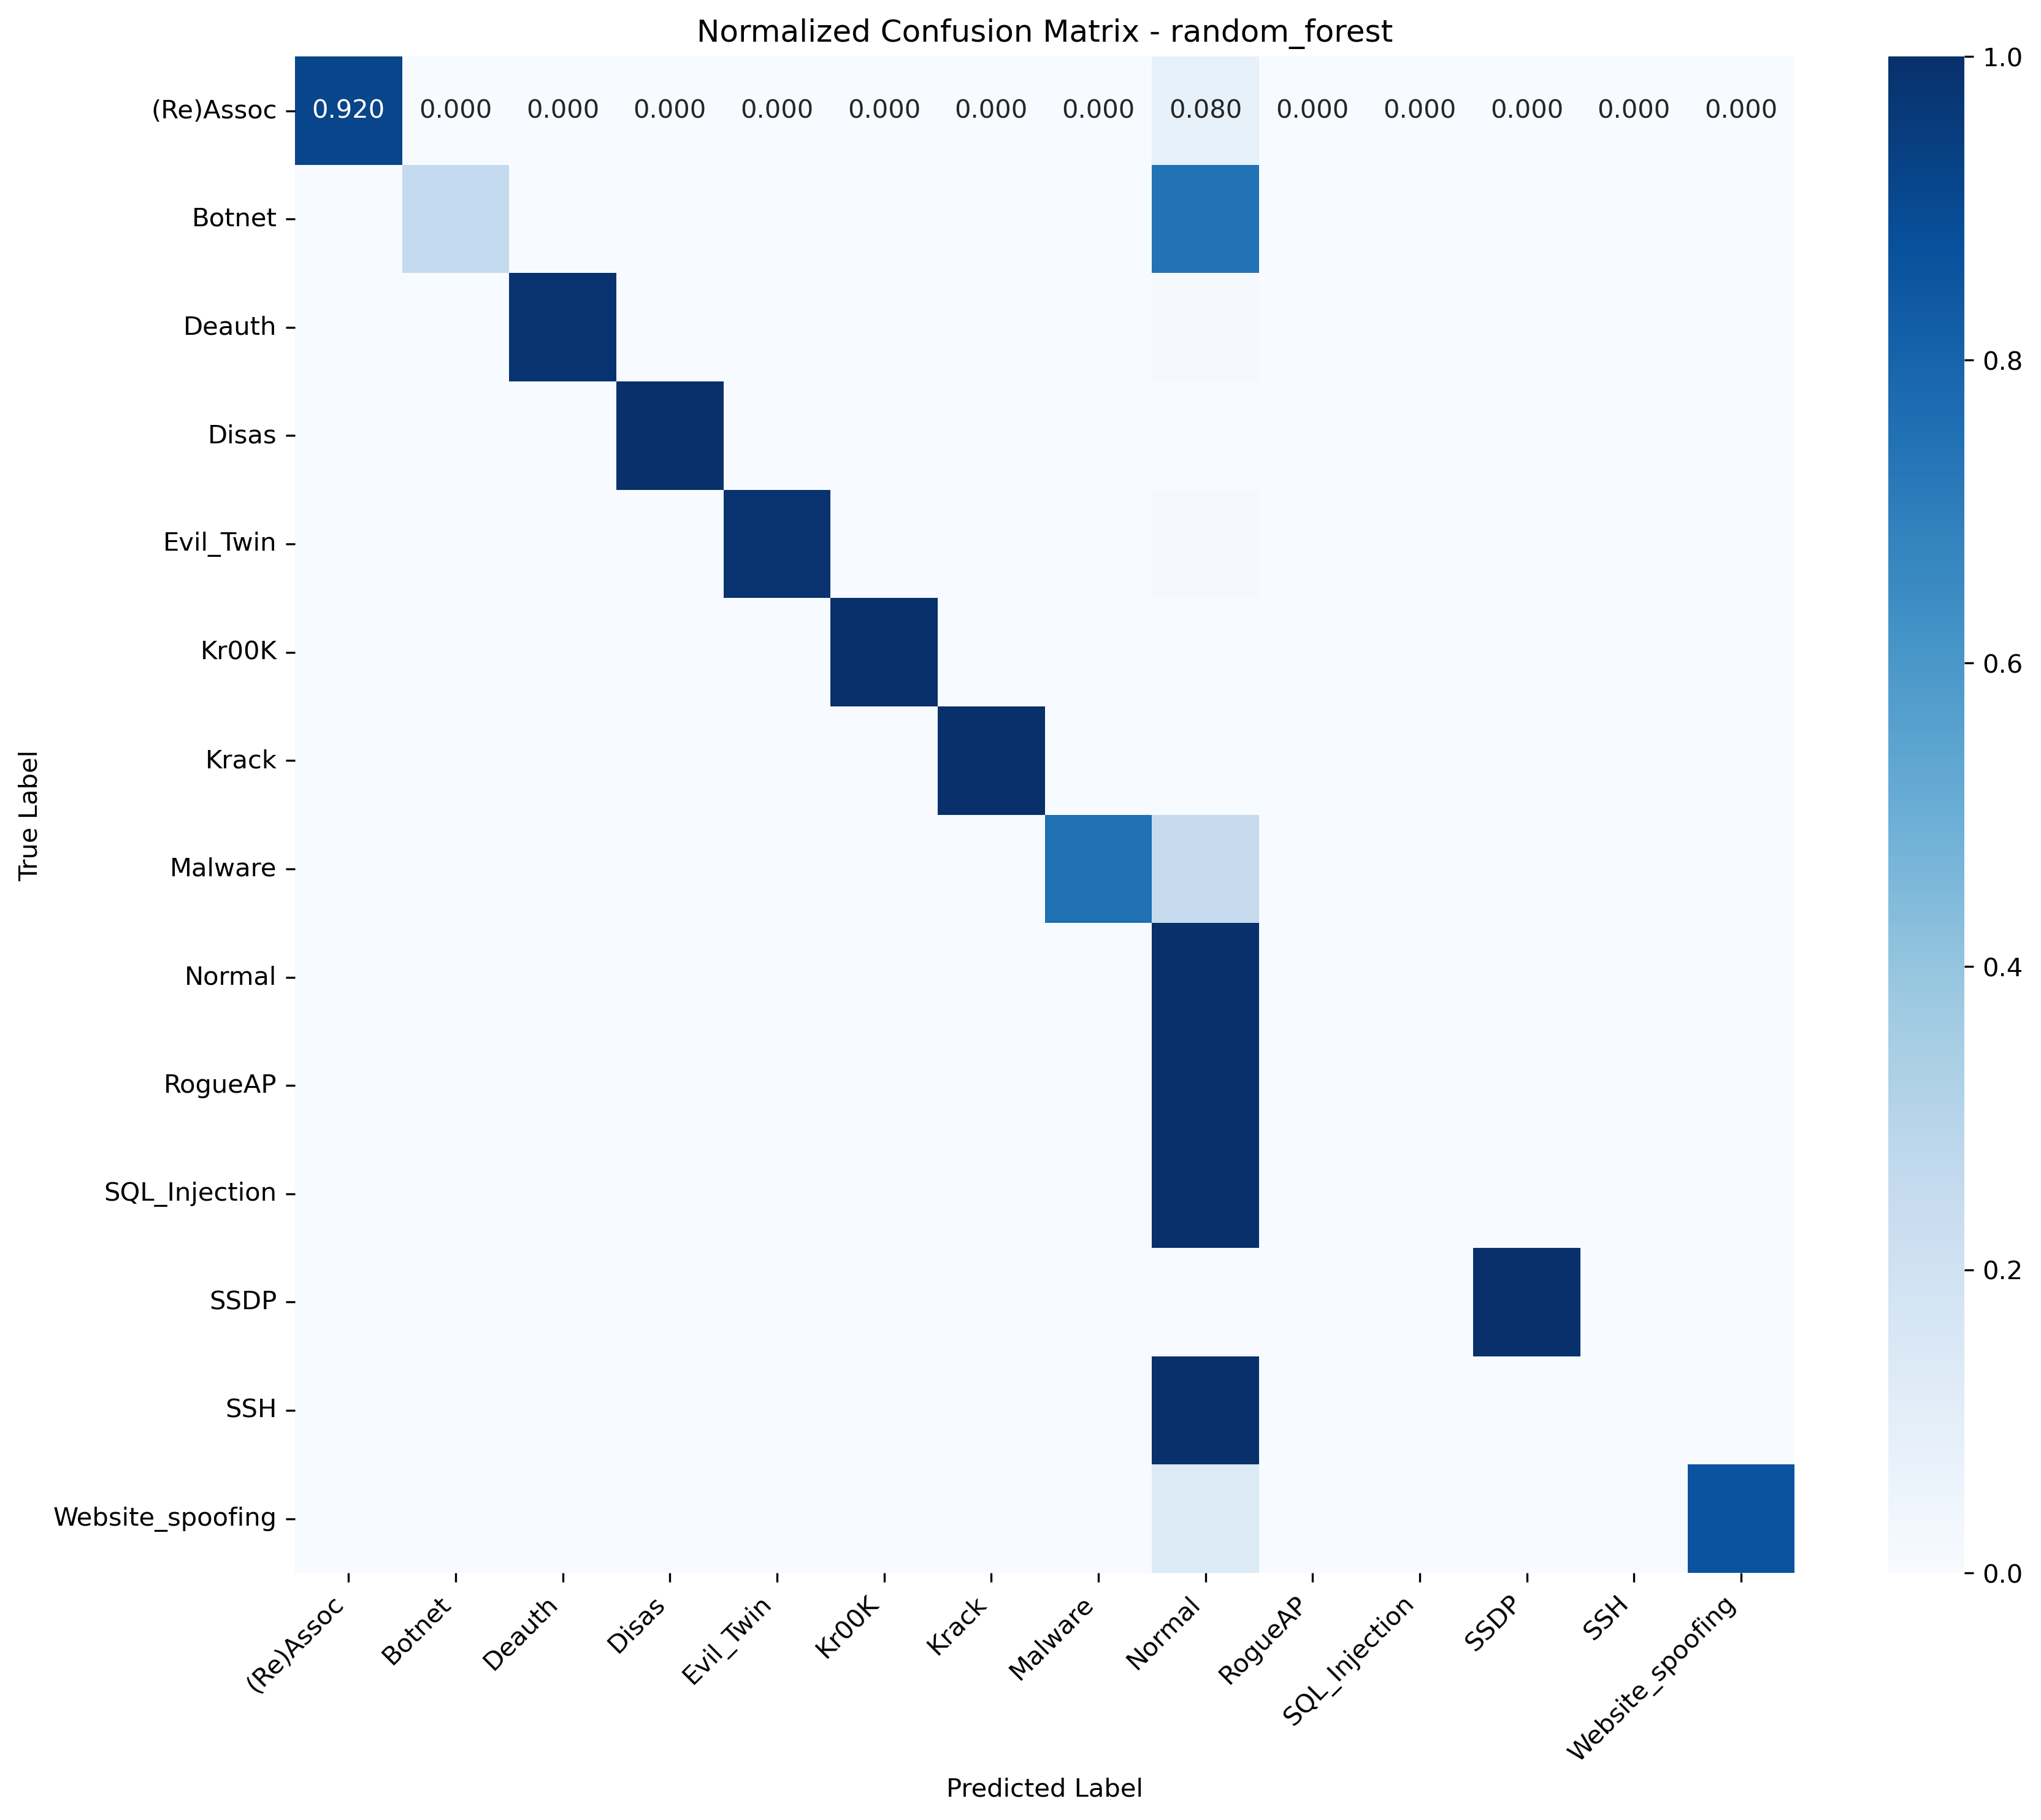 Normalized Confusion Matrix - random_forest
(Re)Assoc
0.920 0.000 0.000 0.000 0.000 0.000 0.000 0.000 0.080 0.000 0.000 0.000 0.000 0.000
Botnet
Deauth
Disas
Evil_Twin
Kr00K
Krack
Malware
Normal
RogueAP
SQL_Injection
SSDP
SSH
Website_spoofing
True Label
(Re)Assoc
Botnet
Deauth
Disas
Evil_Twin
Kr00K
Krack
Malware
Normal
RogueAP
SQL_Injection
SSDP
SSH
Website_spoofing
Predicted Label
1.0
0.8
0.6
0.4
0.2
0.0